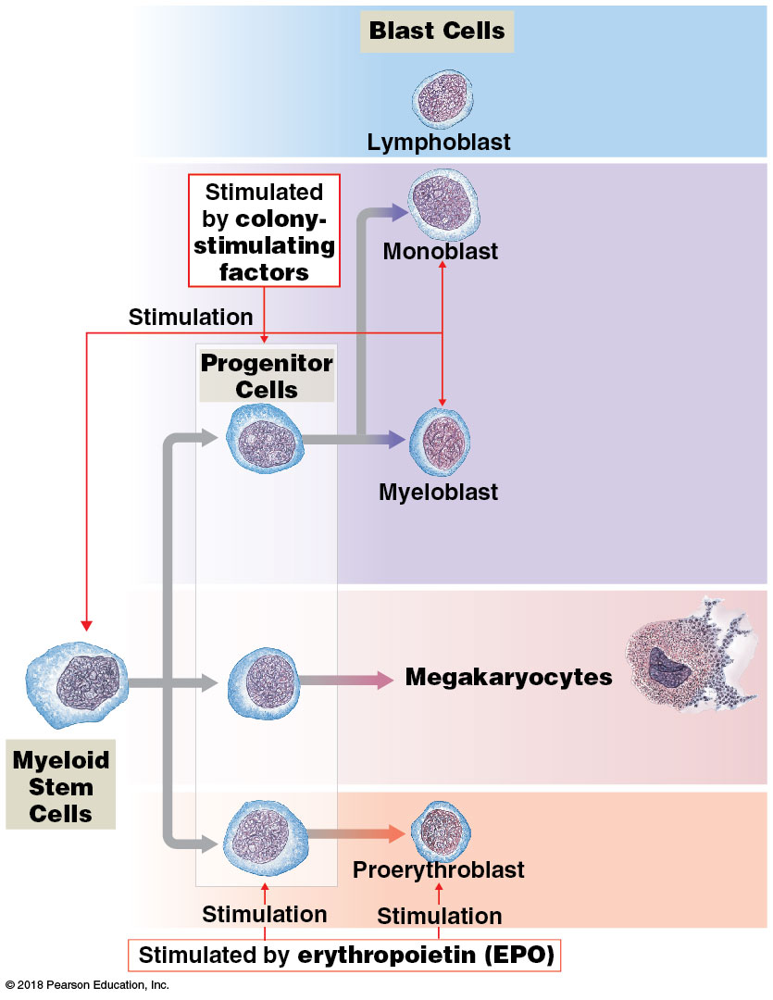 Blast Cells
Lymphoblast
Stimulated
by colony-
stimulating
factors
Monoblast
Stimulation
Progenitor
Cells
Myeloblast
Megakaryocytes
Myeloid
Stem
Cells
Proerythroblast
Stimulation
Stimulation
Stimulated by erythropoietin (EPO)
© 2018 Pearson Education, Inc.